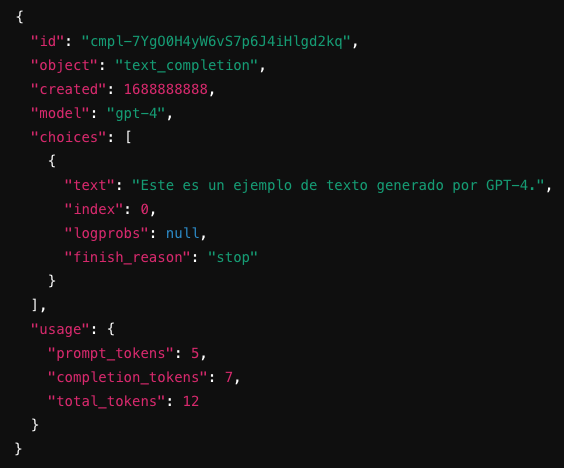 {
"id": "cmpl-7YgO0H4yW6vS7p6J4iHlgd2kq",
"object": "text_completion",
"created": 1688888888,
"model": "gpt-4",
"choices": [
{
"text": "Este es un ejemplo de texto generado por GPT-4.",
"index": 0,
"logprobs": null,
"finish_reason": "stop"
}
],
"usage": {
"prompt_tokens": 5,
"completion_tokens": 7,
"total_tokens": 12
}
}